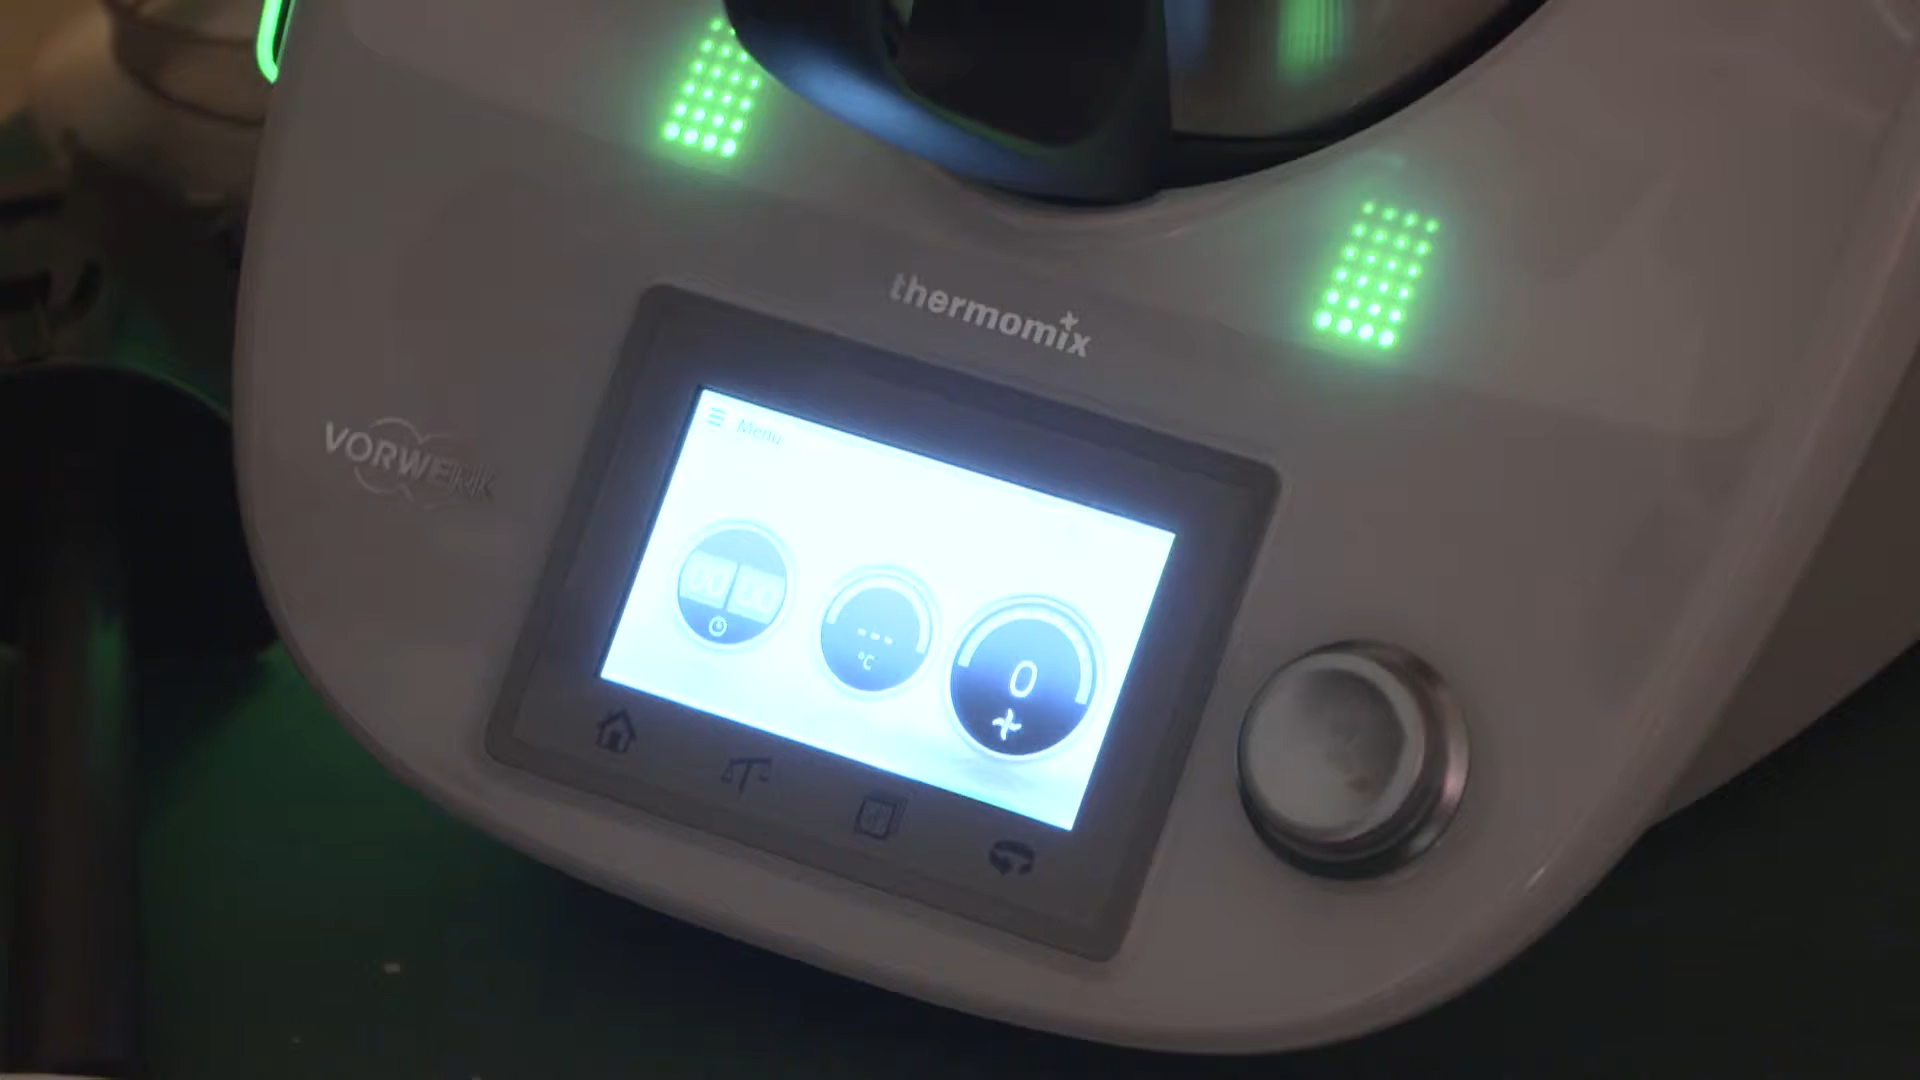 thermomix
VORWERK
Menu
00 00
---
°C
0